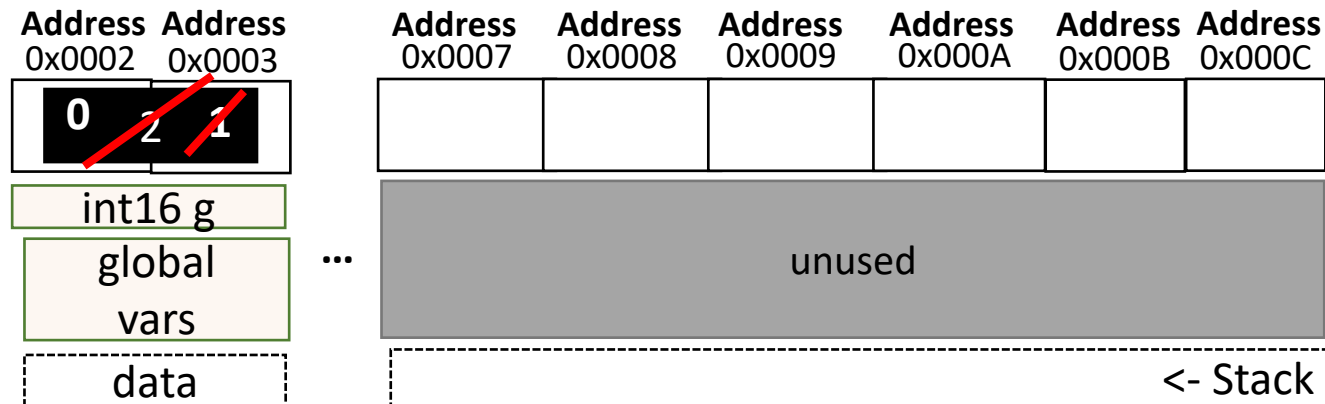 Address Address Address Address Address Address Address Address
0x0002 0x0003 0x0007 0x0008 0x0009 0x000A 0x000B 0x000C
0 2 1
int16 g
global
vars
... unused
data <- Stack